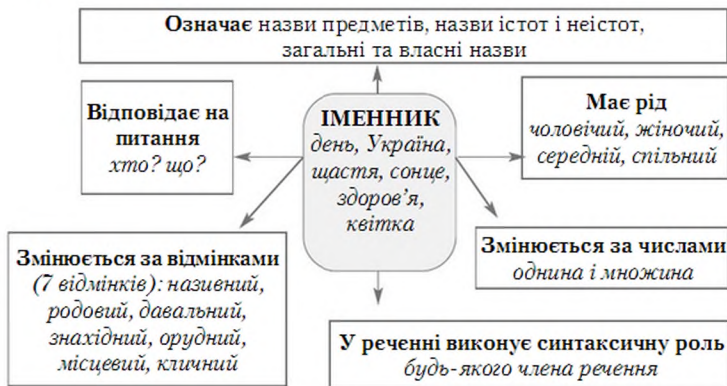 Означає назви предметів, назви істот і неістот,
загальні та власні назви
Відповідає на
питання
хто? що?
ІМЕННИК
день, Україна,
щастя, сонце,
здоров’я,
квітка
Має рід
чоловічий, жіночий,
середній, спільний
Змінюється за відмінками
(7 відмінків): називний,
родовий, давальний,
знахідний, орудний,
місцевий, кличний
Змінюється за числами
однина і множина
У реченні виконує синтаксичну роль
будь-якого члена речення